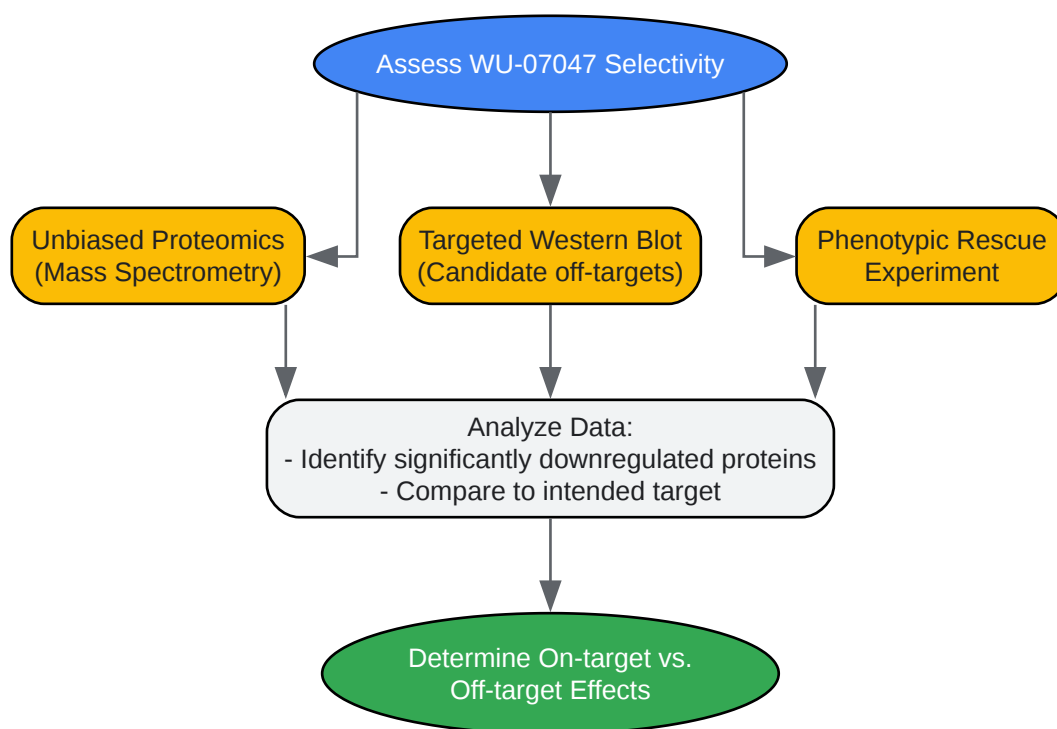 Assess WU-07047 Selectivity
Unbiased Proteomics
(Mass Spectrometry)
Targeted Western Blot
(Candidate off-targets)
Phenotypic Rescue
Experiment
Analyze Data:
- Identify significantly downregulated proteins
- Compare to intended target
Determine On-target vs.
Off-target Effects